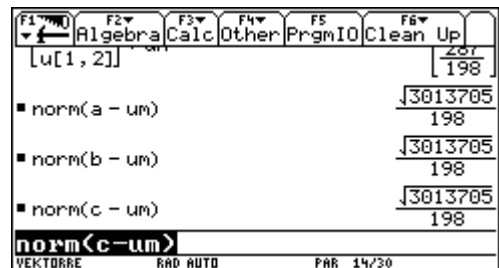 F1 F2 F3 F4 F5 F6
Algebra Calc Other PrgmIO Clean Up
[u[1,2]]
287
198
norm(a - um) √3013705
198
norm(b - um) √3013705
198
norm(c - um) √3013705
198
norm(c-um)
VEKTORRE RAD AUTO PAR 14/30